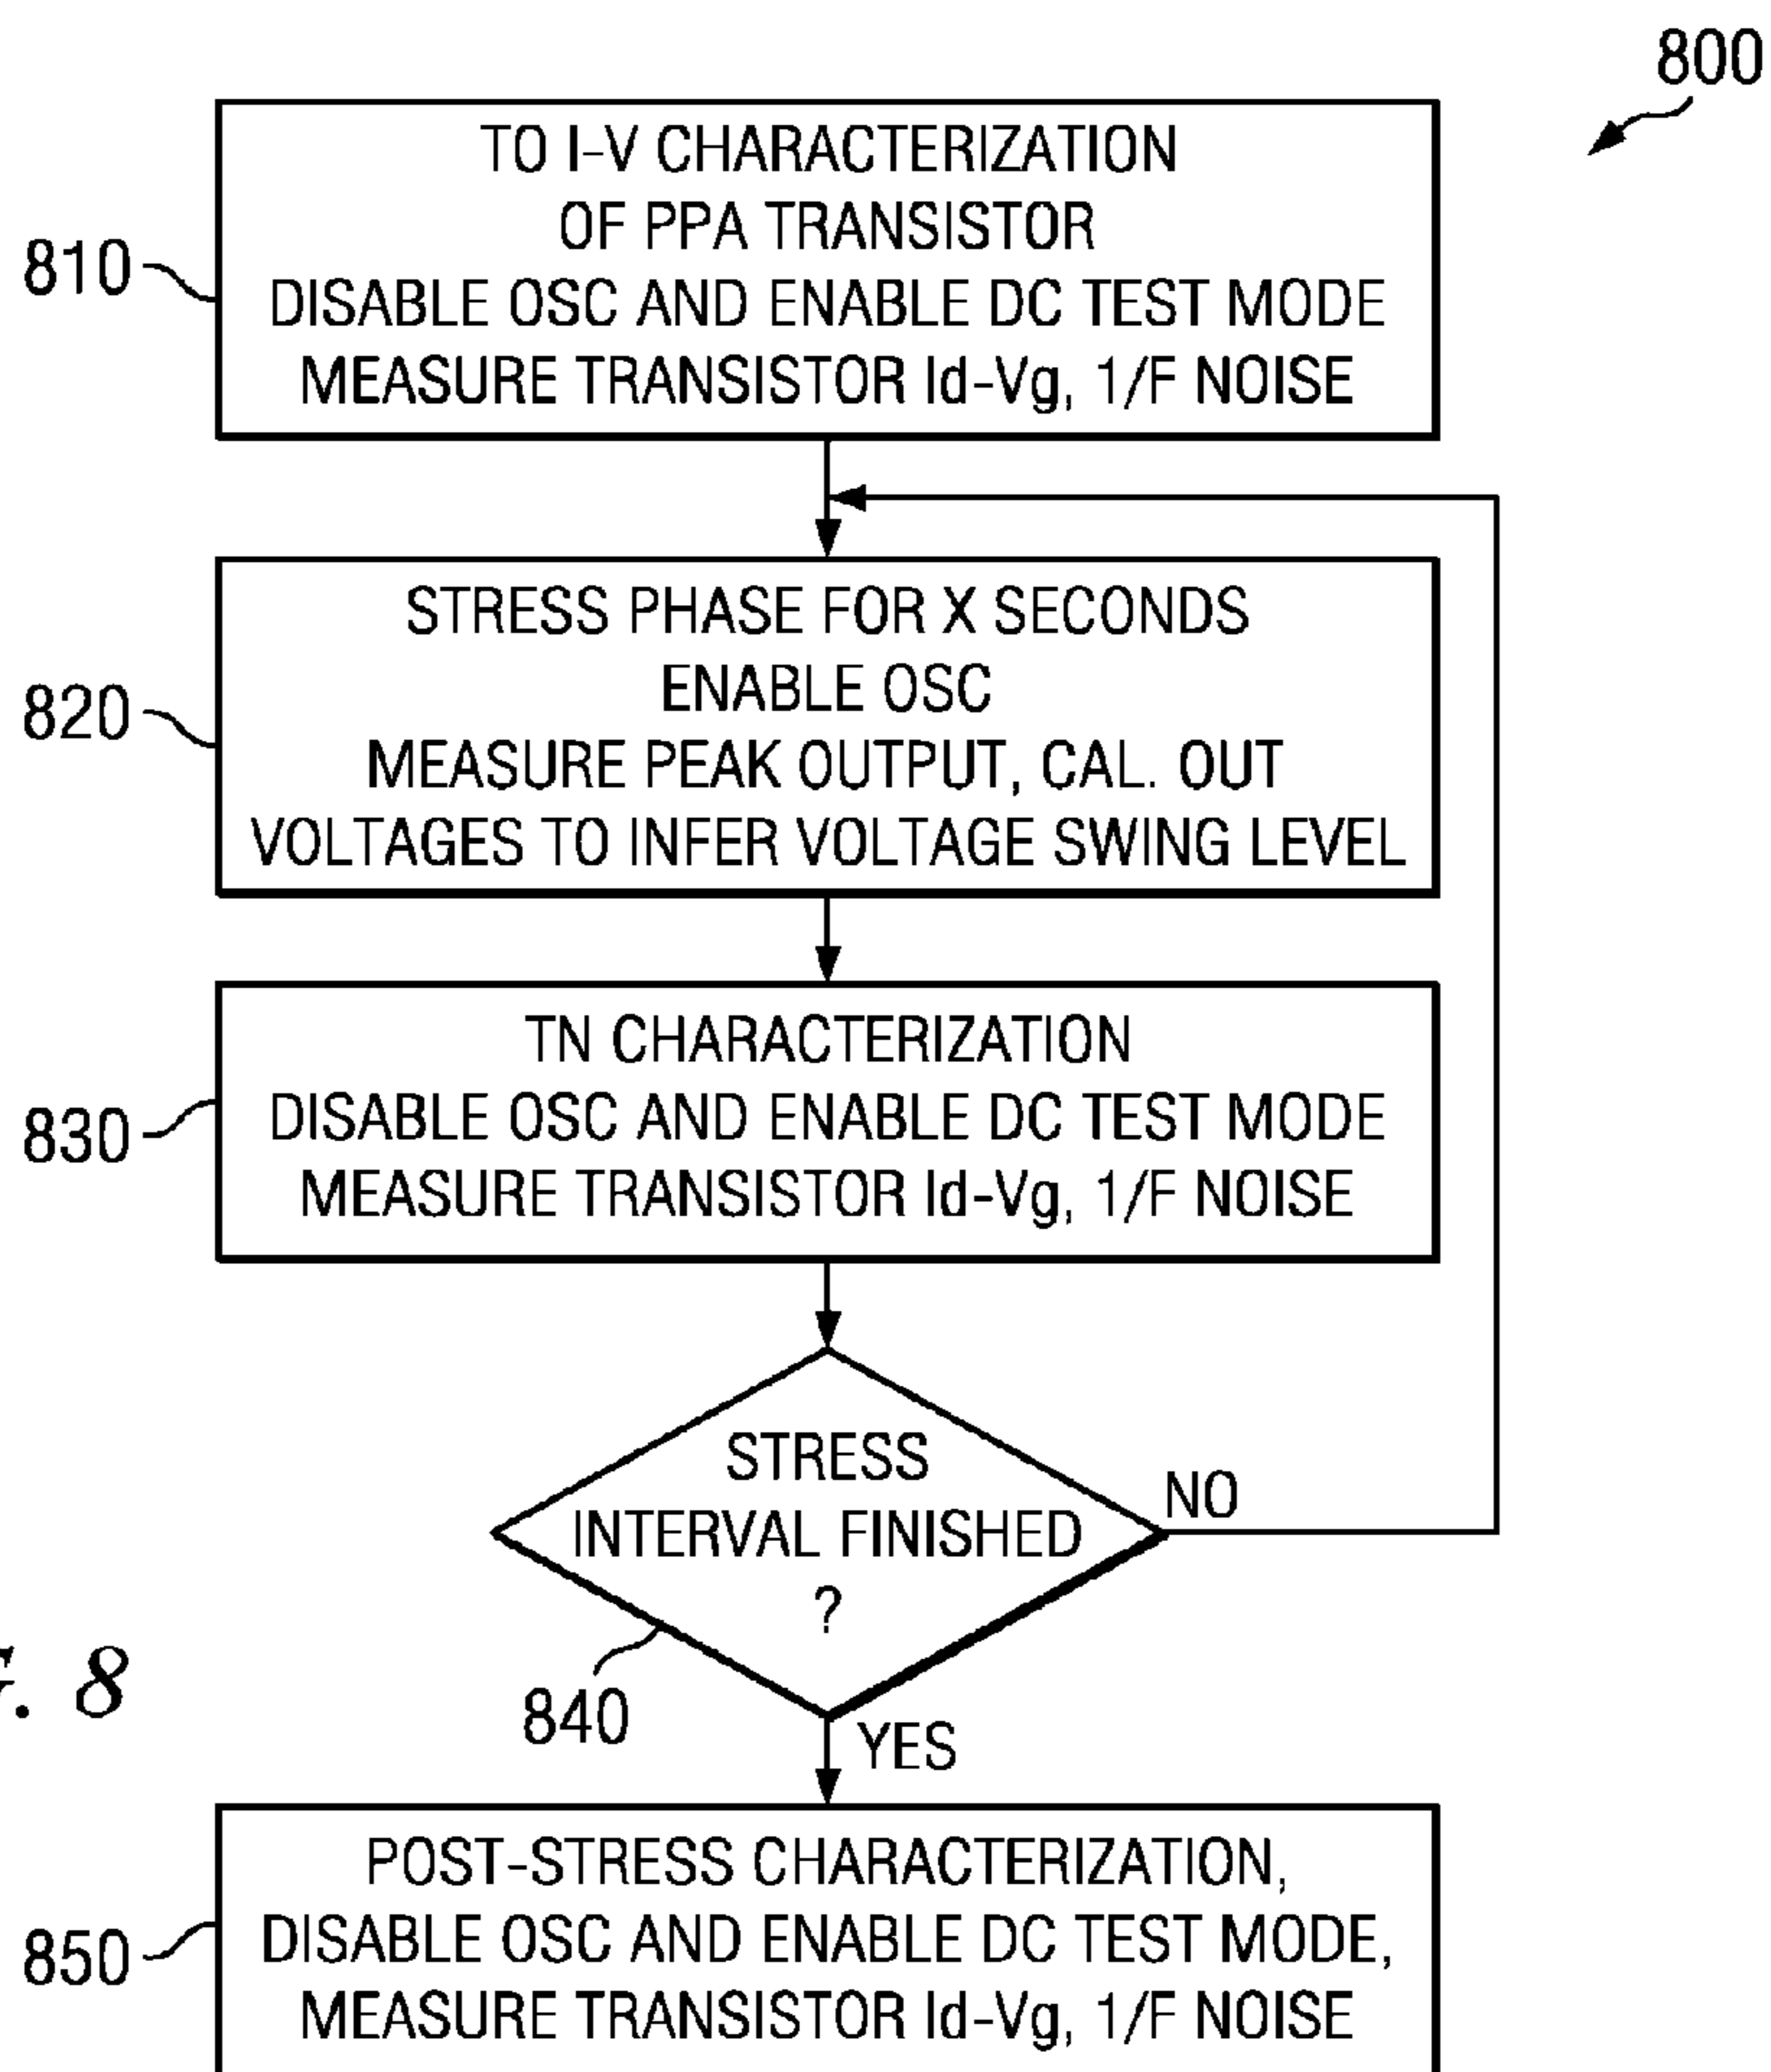 800
TO I-V CHARACTERIZATION
OF PPA TRANSISTOR
DISABLE OSC AND ENABLE DC TEST MODE
MEASURE TRANSISTOR Id-Vg, 1/F NOISE
810
STRESS PHASE FOR X SECONDS
ENABLE OSC
MEASURE PEAK OUTPUT, CAL. OUT
VOLTAGES TO INFER VOLTAGE SWING LEVEL
820
TN CHARACTERIZATION
DISABLE OSC AND ENABLE DC TEST MODE
MEASURE TRANSISTOR Id-Vg, 1/F NOISE
830
STRESS
INTERVAL FINISHED
?
NO
840
YES
8
POST-STRESS CHARACTERIZATION,
DISABLE OSC AND ENABLE DC TEST MODE,
MEASURE TRANSISTOR Id-Vg, 1/F NOISE
850